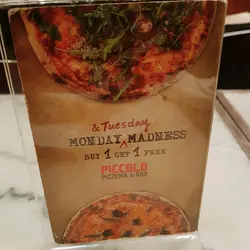 & Tuesday
MONDAY MADNESS
BUY 1 GET 1 FREE
PICCOLO
PIZZERIA & BAR